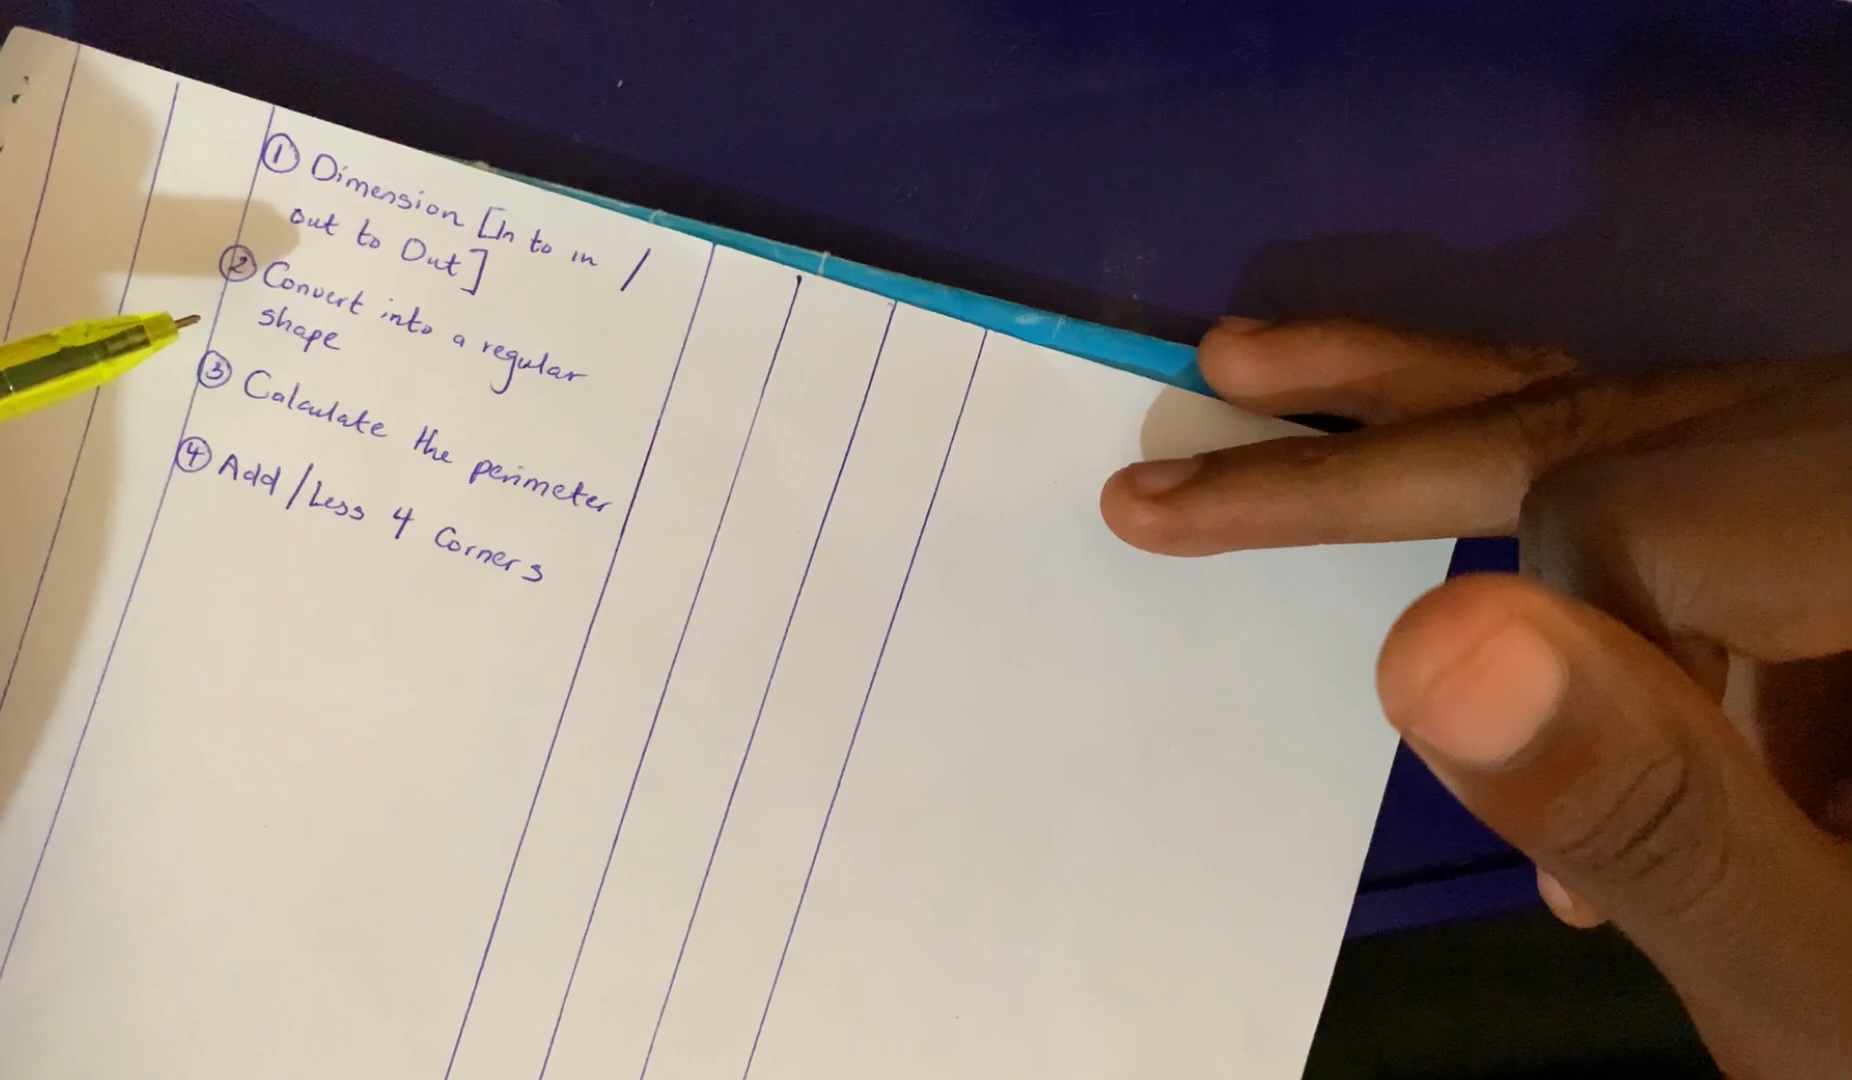 ① Dimension [In to in /
out to Out]
② Convert into a regular
shape
③ Calculate the perimeter
④ Add/Less 4 Corners